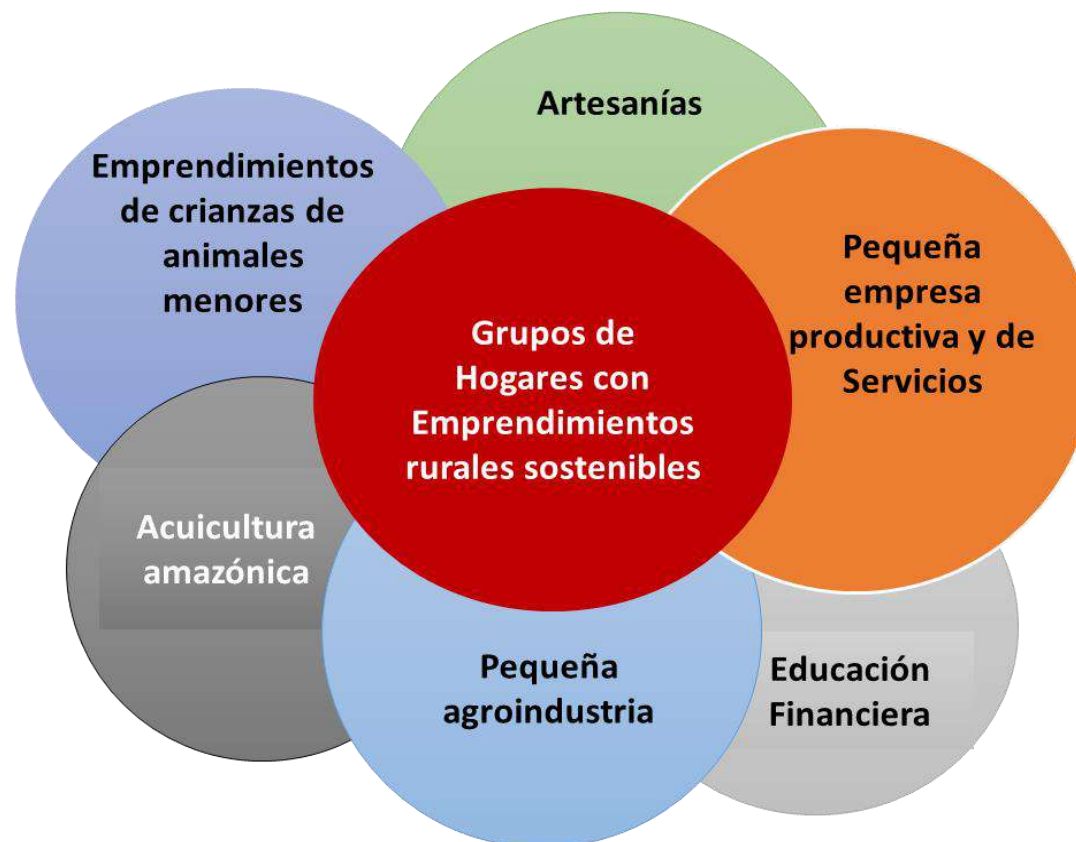 Artesanías
Emprendimientos
de crianzas de
animales
menores
Pequeña
empresa
productiva y de
Servicios
Grupos de
Hogares con
Emprendimientos
rurales sostenibles
Acuicultura
amazónica
Pequeña
agroindustria
Educación
Financiera